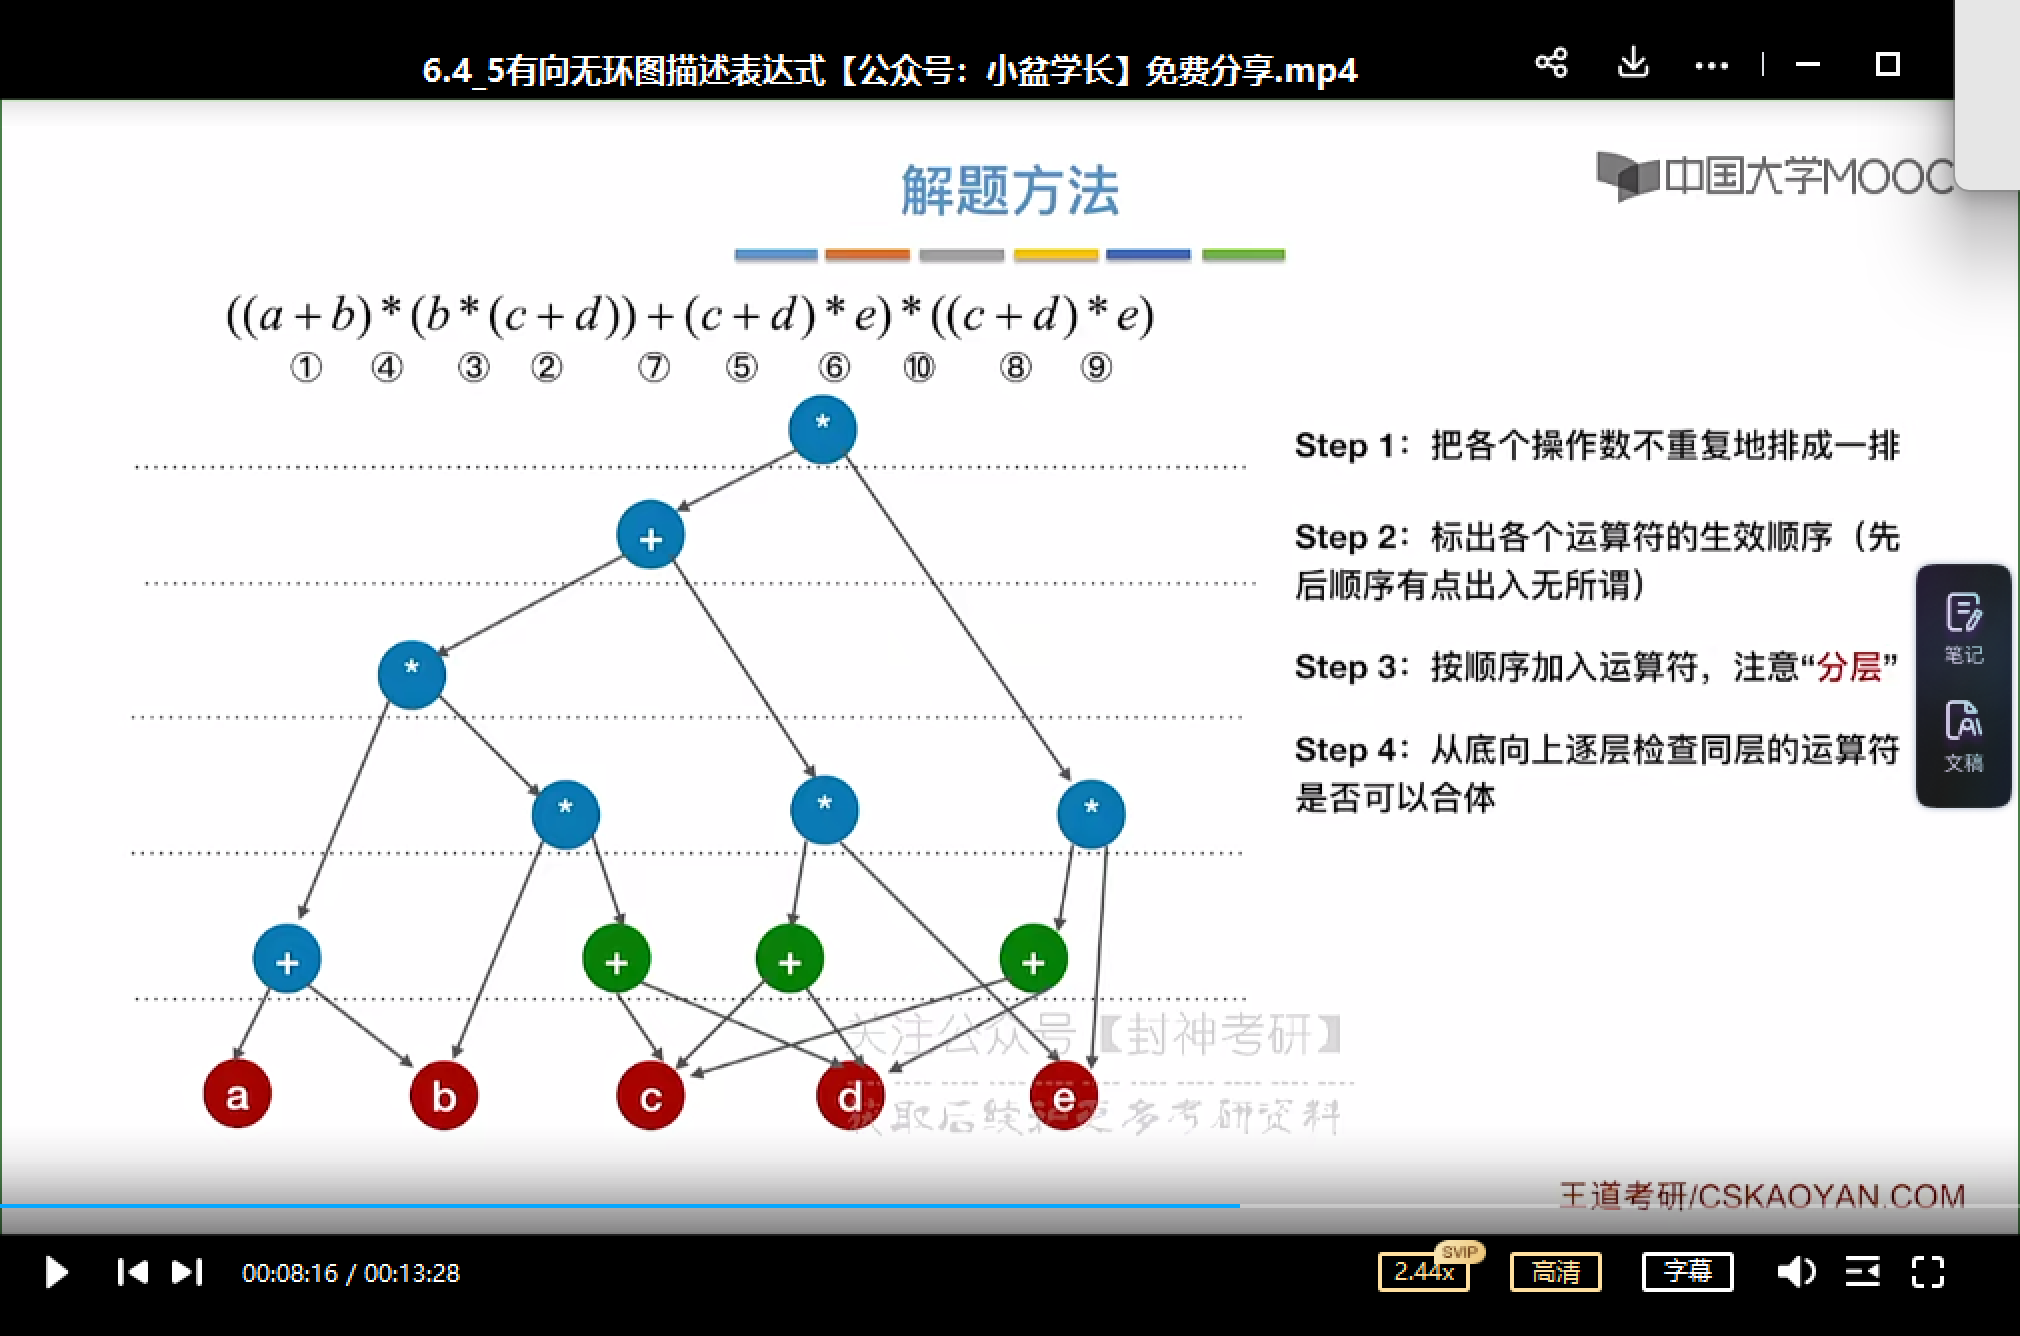 6.4_5有向无环图描述表达式【公众号：小盆学长】免费分享.mp4
解题方法
中国大学MOOC
((a+b)*(b*(c+d))+(c+d)*e)*((c+d)*e)
① ④ ③ ② ⑦ ⑤ ⑥ ⑩ ⑧ ⑨
*
+
*
* * *
+ + + +
a b c d e
Step 1：把各个操作数不重复地排成一排
Step 2：标出各个运算符的生效顺序（先
后顺序有点出入无所谓）
Step 3：按顺序加入运算符，注意“分层”
Step 4：从底向上逐层检查同层的运算符
是否可以合体
笔记
文稿
关注公众号【封神考研】
获取后续和更多考研资料
王道考研/CSKAOYAN.COM
00:08:16 / 00:13:28
2.44x
SVIP
高清
字幕